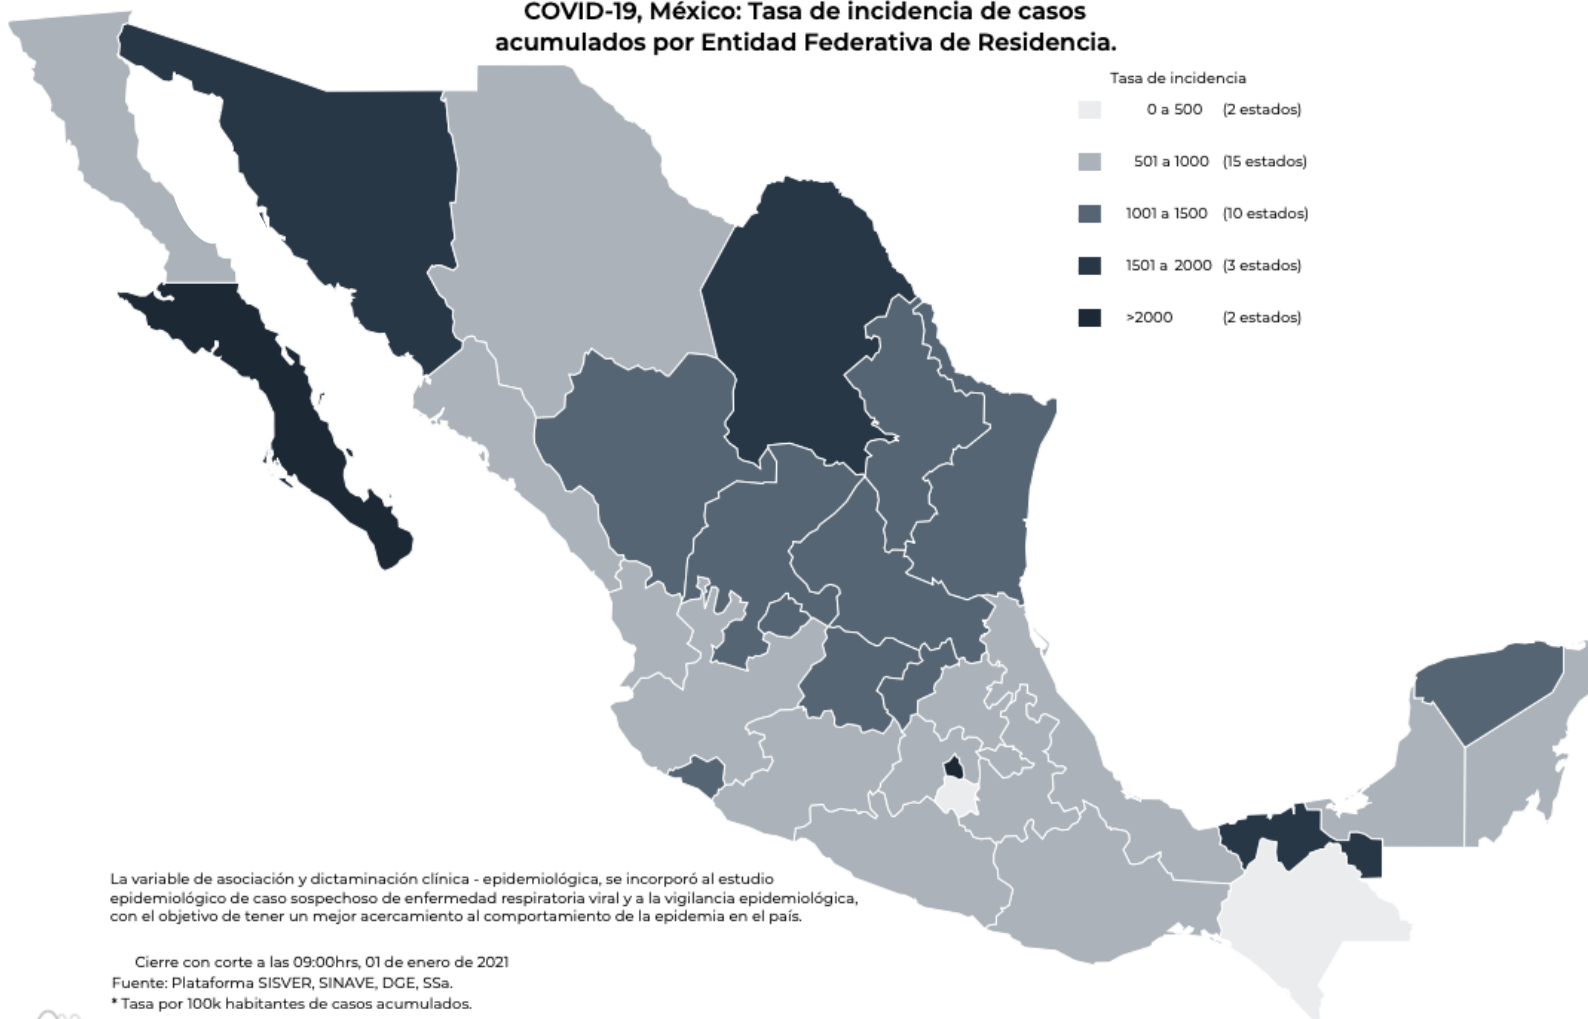 COVID-19, México: Tasa de incidencia de casos
acumulados por Entidad Federativa de Residencia.
Tasa de incidencia
0 a 500 (2 estados)
501 a 1000 (15 estados)
1001 a 1500 (10 estados)
1501 a 2000 (3 estados)
>2000 (2 estados)
La variable de asociación y dictaminación clínica - epidemiológica, se incorporó al estudio
epidemiológico de caso sospechoso de enfermedad respiratoria viral y a la vigilancia epidemiológica,
con el objetivo de tener un mejor acercamiento al comportamiento de la epidemia en el país.
Cierre con corte a las 09:00hrs, 01 de enero de 2021
Fuente: Plataforma SISVER, SINAVE, DGE, SSa.
* Tasa por 100k habitantes de casos acumulados.